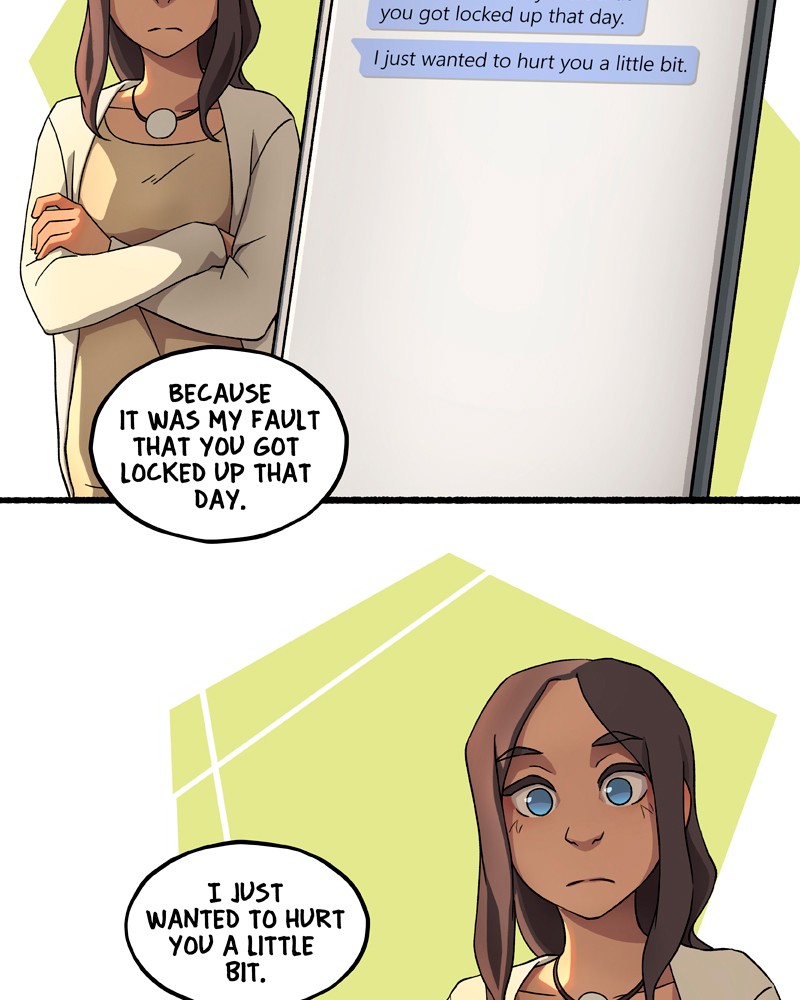 you got locked up that day.
I just wanted to hurt you a little bit.
BECAUSE
IT WAS MY FAULT
THAT YOU GOT
LOCKED UP THAT
DAY.
I JUST
WANTED TO HURT
YOU A LITTLE
BIT.